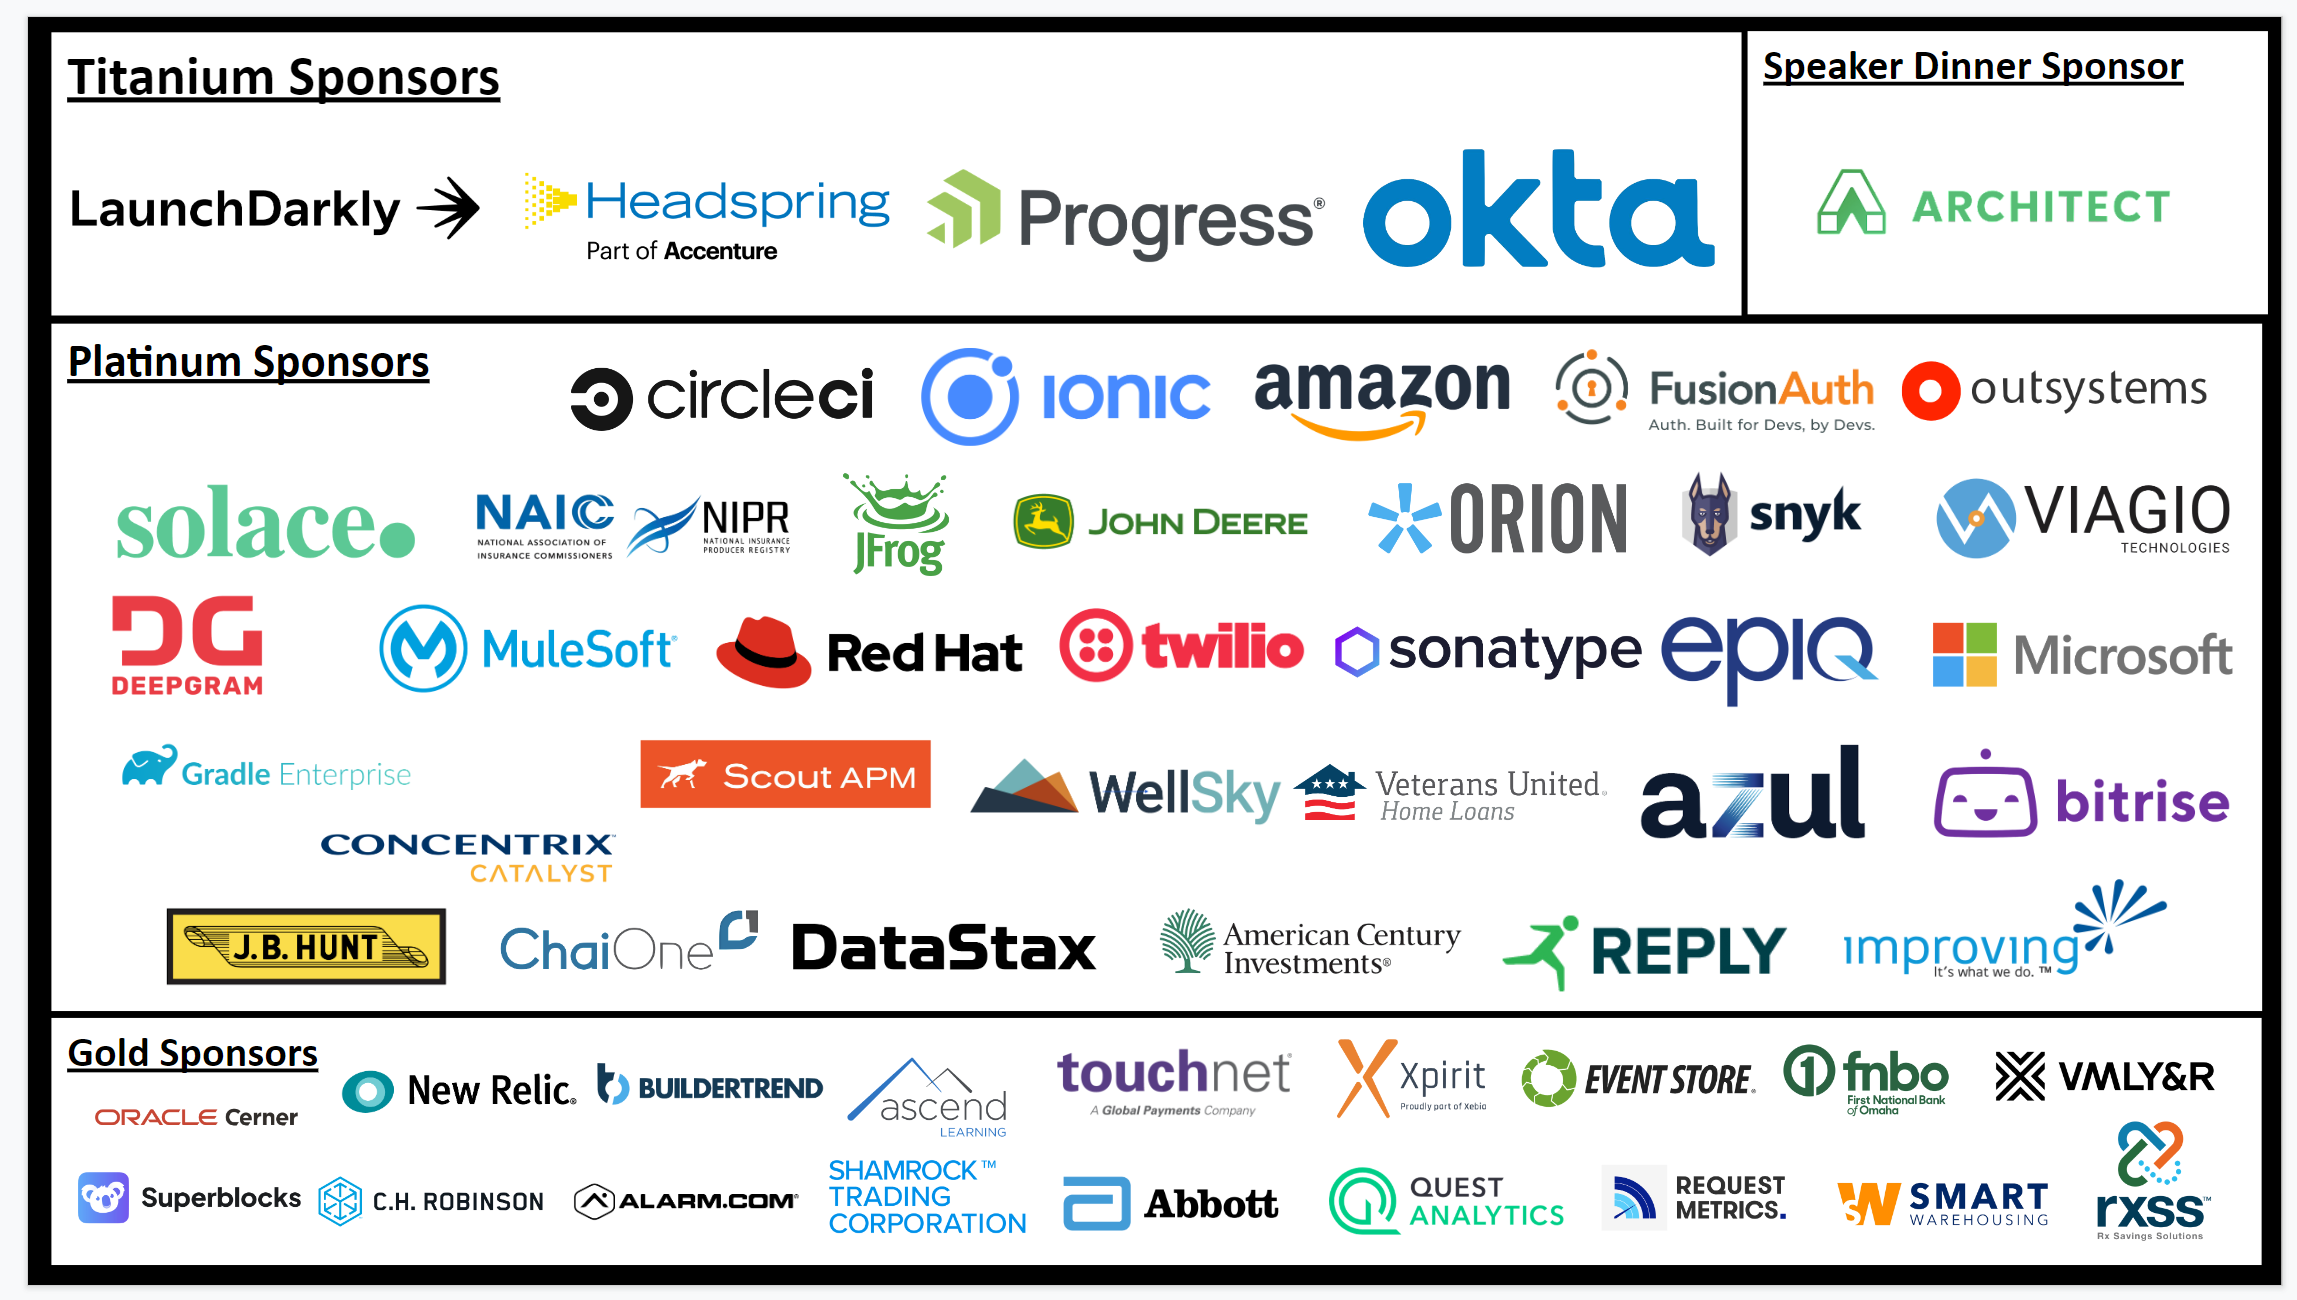 Titanium Sponsors
LaunchDarkly
Headspring
Part of Accenture
Progress®
okta
Speaker Dinner Sponsor
ARCHITECT
Platinum Sponsors
circleci
ionic
amazon
FusionAuth
Auth. Built for Devs, by Devs.
outsystems
solace.
NAIC
NATIONAL ASSOCIATION OF
INSURANCE COMMISSIONERS
NIPR
NATIONAL INSURANCE
PRODUCER REGISTRY
JFrog
JOHN DEERE
ORION
snyk
VIAGIO
TECHNOLOGIES
DG
DEEPGRAM
MuleSoft®
Red Hat
twilio
sonatype
epiq
Microsoft
Gradle Enterprise
Scout APM
WellSky
Veterans United®
Home Loans
azul
bitrise
CONCENTRIX™
CATALYST
J.B. HUNT
ChaiOne
DataStax
American Century
Investments®
REPLY
improving
It's what we do. ™
Gold Sponsors
ORACLE Cerner
New Relic®
BUILDERTREND
ascend
LEARNING
touchnet®
A Global Payments Company
Xpirit
Proudly part of Xebia
EVENT STORE®
1 fnbo
First National Bank
of Omaha
VMLY&R
Superblocks
C.H. ROBINSON
ALARM.COM®
SHAMROCK™
TRADING
CORPORATION
Abbott
QUEST
ANALYTICS
REQUEST
METRICS.
SW SMART
WAREHOUSING
rxss™
Rx Savings Solutions